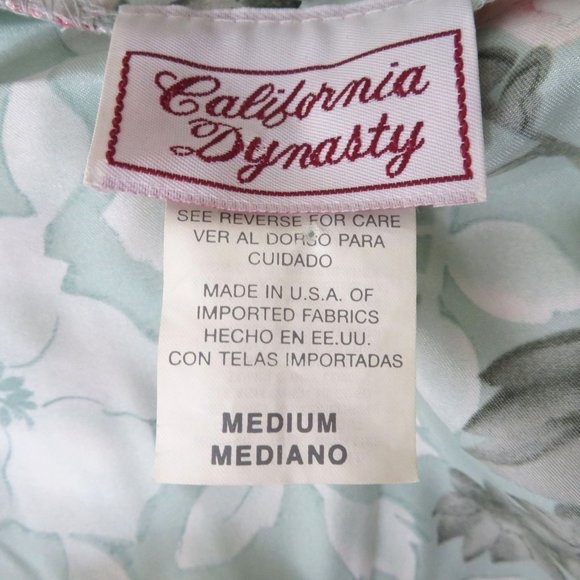 California
Dynasty
SEE REVERSE FOR CARE
VER AL DORSO PARA
CUIDADO
MADE IN U.S.A. OF
IMPORTED FABRICS
HECHO EN EE.UU.
CON TELAS IMPORTADAS
MEDIUM
MEDIANO